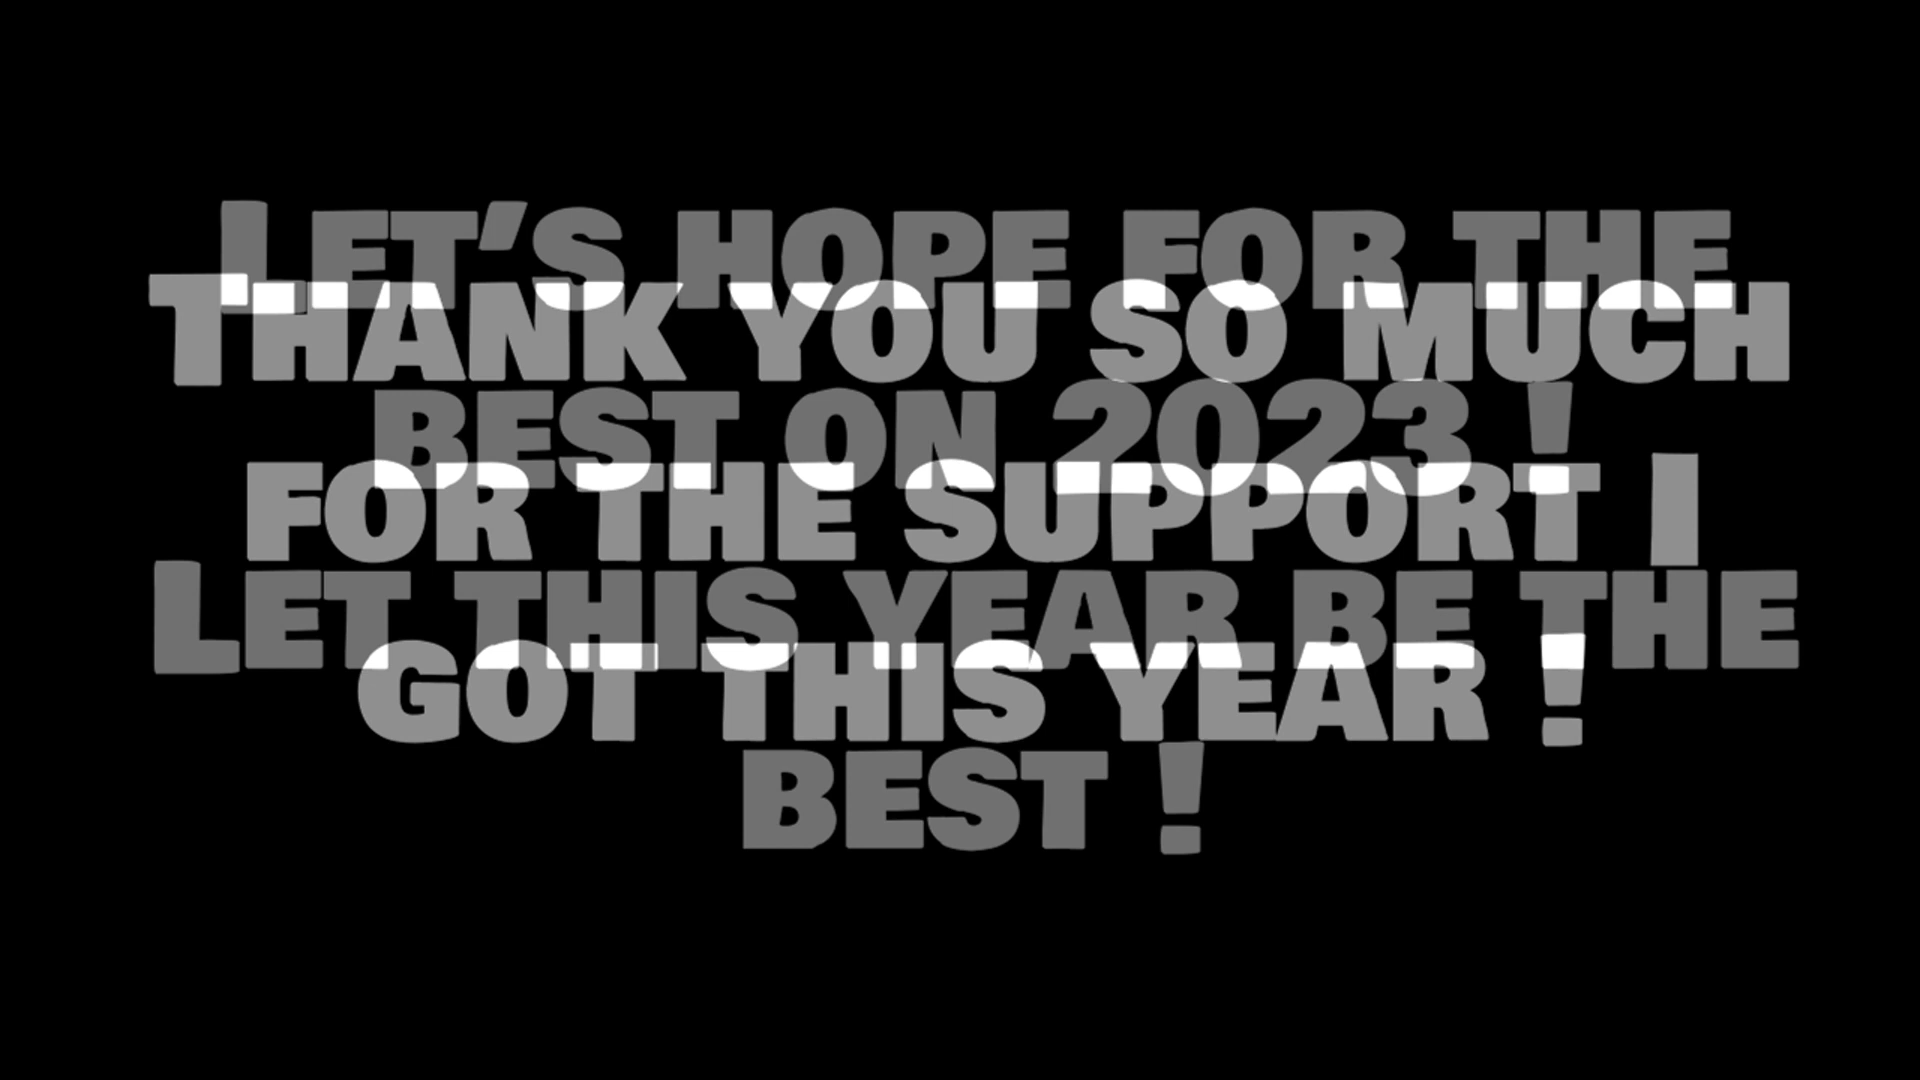 Let's hope for the
Thank you so much
best on 2023 !
for the support I
Let this year be the
got this year !
best !